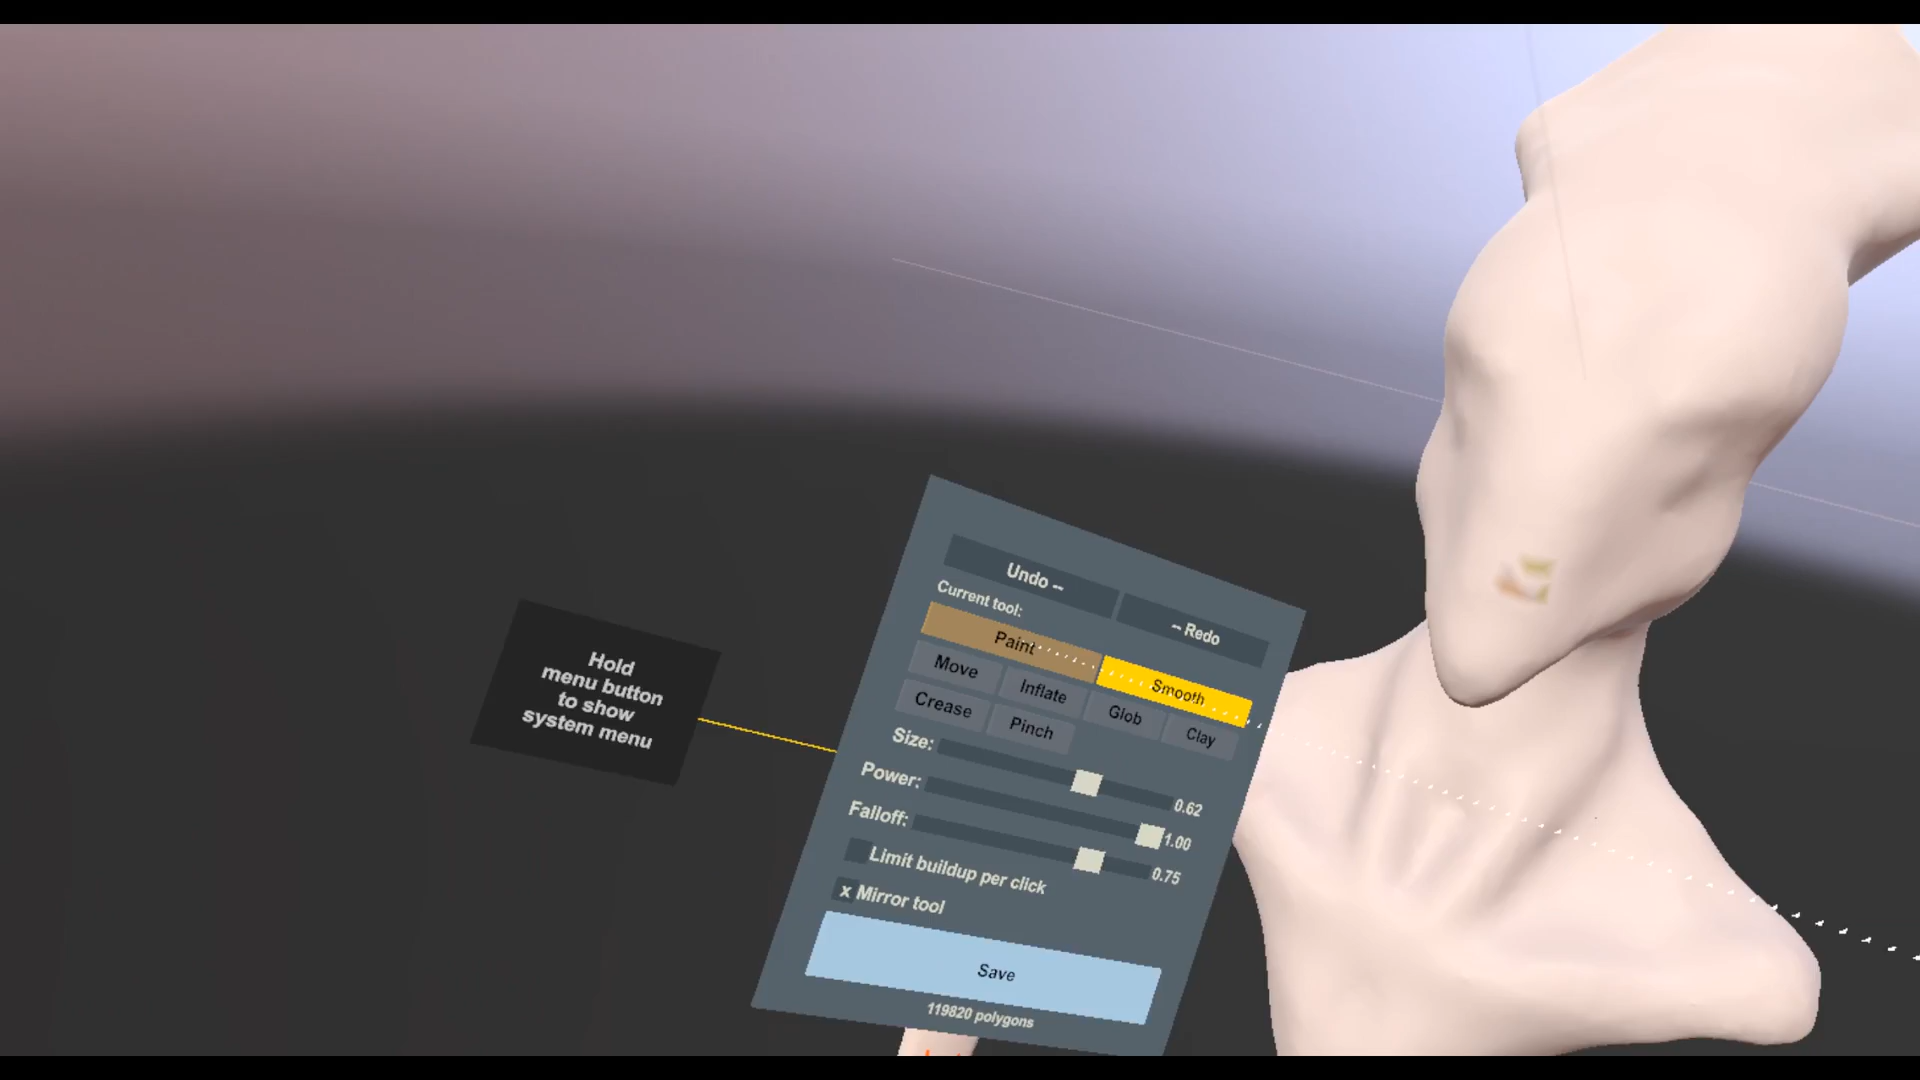 Hold
menu button
to show
system menu
Undo --
-- Redo
Current tool:
Paint
Smooth
Move
Inflate
Glob
Clay
Crease
Pinch
Size:
0.62
Power:
1.00
Falloff:
0.75
Limit buildup per click
x Mirror tool
Save
119820 polygons